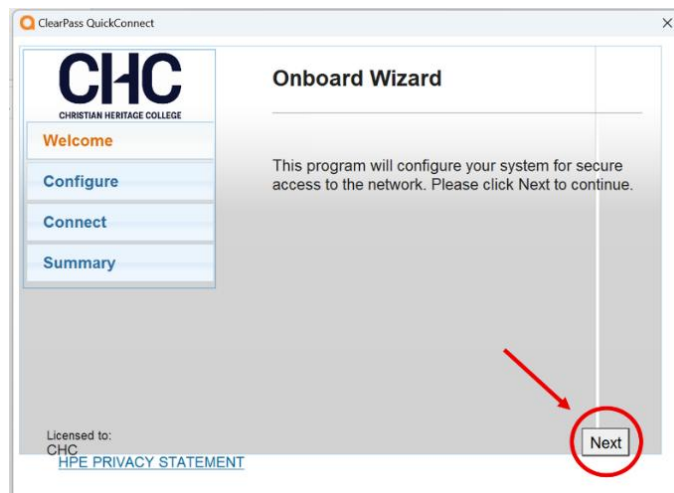 ClearPass QuickConnect
CHC
CHRISTIAN HERITAGE COLLEGE
Welcome
Configure
Connect
Summary
Onboard Wizard
This program will configure your system for secure
access to the network. Please click Next to continue.
Licensed to:
CHC
HPE PRIVACY STATEMENT
Next